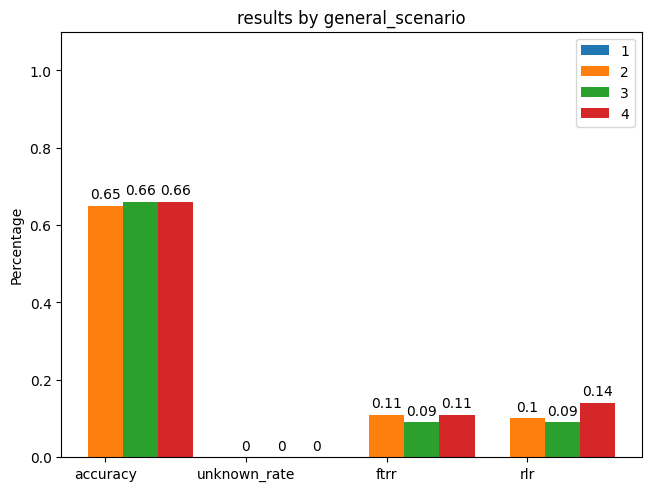 results by general_scenario
Percentage
1.0
0.8
0.6
0.4
0.2
0.0
1
2
3
4
0.65 0.66 0.66
0 0 0
0.11 0.09 0.11
0.1 0.09 0.14
accuracy unknown_rate ftrr rlr